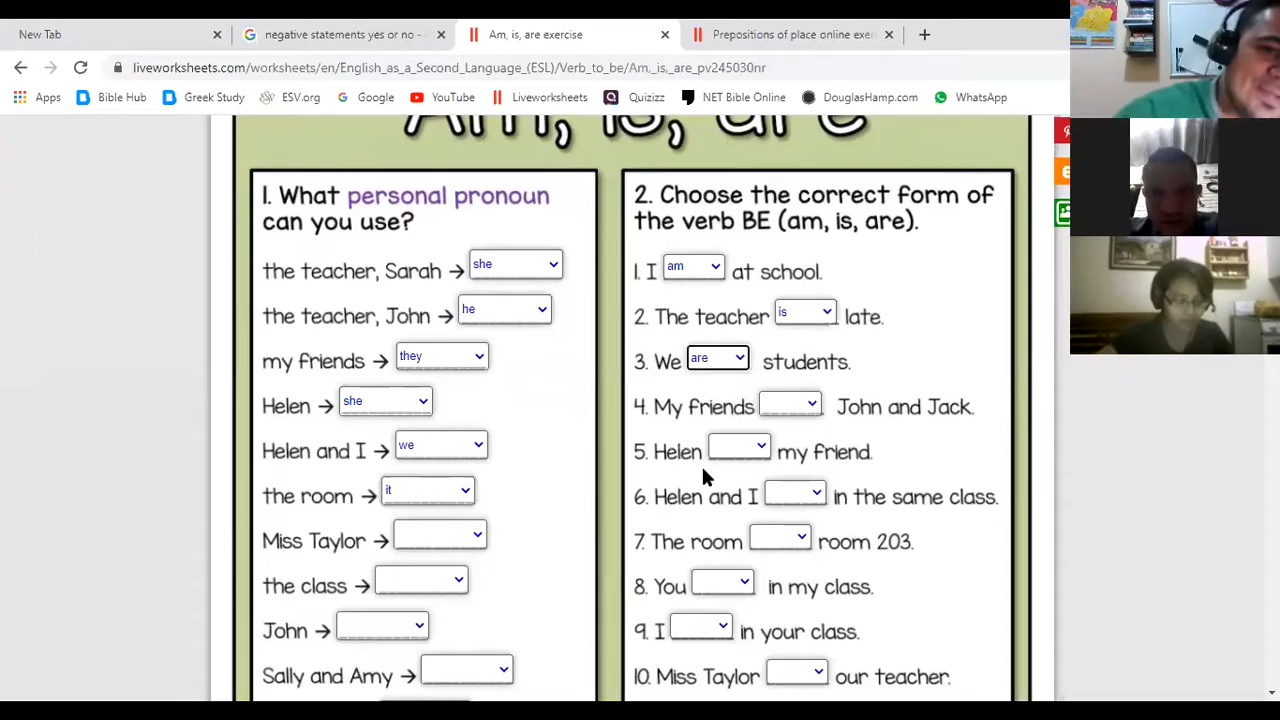 New Tab
negative statements yes or n
Am, is, are exercise
Prepositions of place online exe
liveworksheets.com/worksheets/en/English_
Language_(ESL)/Verb_to_be/Am,_is,_are_pv245030nr
Apps
Bible Hub
Greek Study
ESV.org
Google
YouTube
Liveworksheets
Quizizz
NET Bible Online
DouglasHamp.com
WhatsApp
Am, is, are
1. What personal pronoun
can you use?
the teacher, Sarah → she
the teacher, John → he
my friends → they
Helen → she
Helen and I → we
the room → it
Miss Taylor →
the class →
John →
Sally and Amy →
2. Choose the correct form of
the verb BE (am, is, are).
1. I am at school.
2. The teacher is late.
3. We are students.
4. My friends John and Jack.
5. Helen my friend.
6. Helen and I in the same class.
7. The room room 203.
8. You in my class.
9. I in your class.
10. Miss Taylor our teacher.